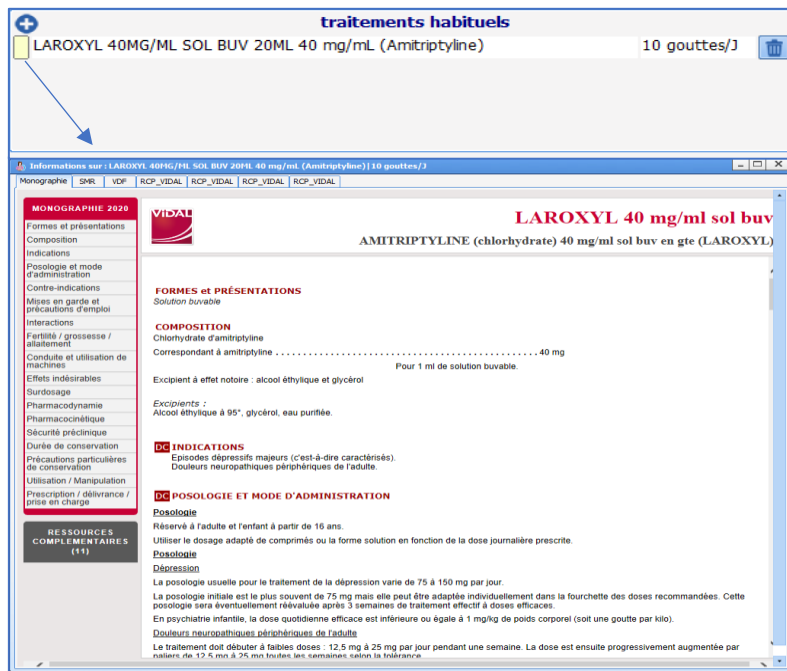 traitements habituels
LAROXYL 40MG/ML SOL BUV 20ML 40 mg/mL (Amitriptyline) 10 gouttes/J
Informations sur : LAROXYL 40MG/ML SOL BUV 20ML 40 mg/mL (Amitriptyline)|10 gouttes/J
Monographie SMR VDF RCP_VIDAL RCP_VIDAL RCP_VIDAL RCP_VIDAL
MONOGRAPHIE 2020
Formes et présentations
Composition
Indications
Posologie et mode
d'administration
Contre-indications
Mises en garde et
précautions d'emploi
Interactions
Fertilité / grossesse /
allaitement
Conduite et utilisation de
machines
Effets indésirables
Surdosage
Pharmacodynamie
Pharmacocinétique
Sécurité préclinique
Durée de conservation
Précautions particulières
de conservation
Utilisation / Manipulation
Prescription / délivrance /
prise en charge
RESSOURCES
COMPLEMENTAIRES
(11)
VIDAL
LAROXYL 40 mg/ml sol buv
AMITRIPTYLINE (chlorhydrate) 40 mg/ml sol buv en gte (LAROXYL)
FORMES et PRÉSENTATIONS
Solution buvable
COMPOSITION
Chlorhydrate d'amitriptyline
Correspondant à amitriptyline . . . . . . . . . . . . . . . . . . . . . . . . . . . . . . . . . . . . . . . . . . . . . . . . . . 40 mg
Pour 1 ml de solution buvable.
Excipient à effet notoire : alcool éthylique et glycérol
Excipients :
Alcool éthylique à 95°, glycérol, eau purifiée.
DC INDICATIONS
Episodes dépressifs majeurs (c'est-à-dire caractérisés).
Douleurs neuropathiques périphériques de l'adulte.
DC POSOLOGIE ET MODE D'ADMINISTRATION
Posologie
Réservé à l'adulte et l'enfant à partir de 16 ans.
Utiliser le dosage adapté de comprimés ou la forme solution en fonction de la dose journalière prescrite.
Posologie
Dépression
La posologie usuelle pour le traitement de la dépression varie de 75 à 150 mg par jour.
La posologie initiale est le plus souvent de 75 mg mais elle peut être adaptée individuellement dans la fourchette des doses recommandées. Cette
posologie sera éventuellement réévaluée après 3 semaines de traitement effectif à doses efficaces.
En psychiatrie infantile, la dose quotidienne efficace est inférieure ou égale à 1 mg/kg de poids corporel (soit une goutte par kilo).
Douleurs neuropathiques périphériques de l'adulte
Le traitement doit débuter à faibles doses : 12,5 mg à 25 mg par jour pendant une semaine. La dose est ensuite progressivement augmentée par
paliers de 12,5 mg à 25 mg toutes les semaines selon la tolérance.